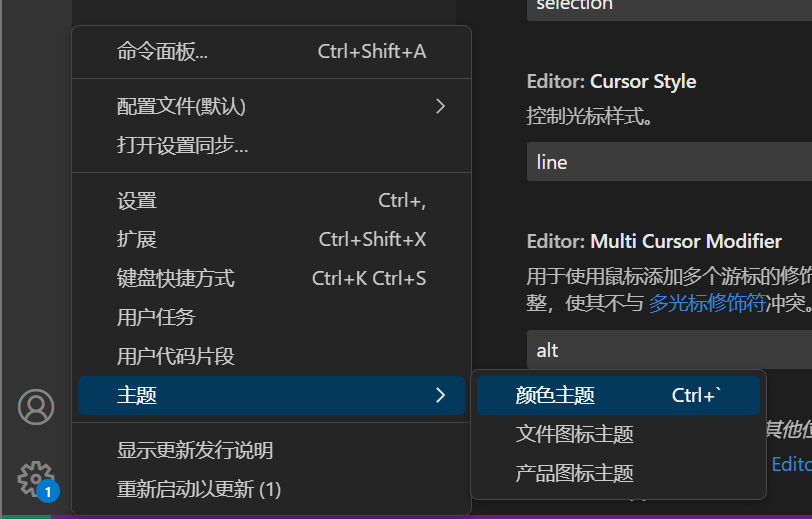 selection
命令面板... Ctrl+Shift+A
Editor: Cursor Style
配置文件(默认)
控制光标样式。
打开设置同步...
line
设置 Ctrl+,
扩展 Ctrl+Shift+X
Editor: Multi Cursor Modifier
键盘快捷方式 Ctrl+K Ctrl+S
用于使用鼠标添加多个游标的修饰
整，使其不与 多光标修饰符冲突。
用户任务
用户代码片段
alt
主题
颜色主题 Ctrl+`
文件图标主题
其他位
显示更新发行说明
产品图标主题
Edito
重新启动以更新 (1)
1